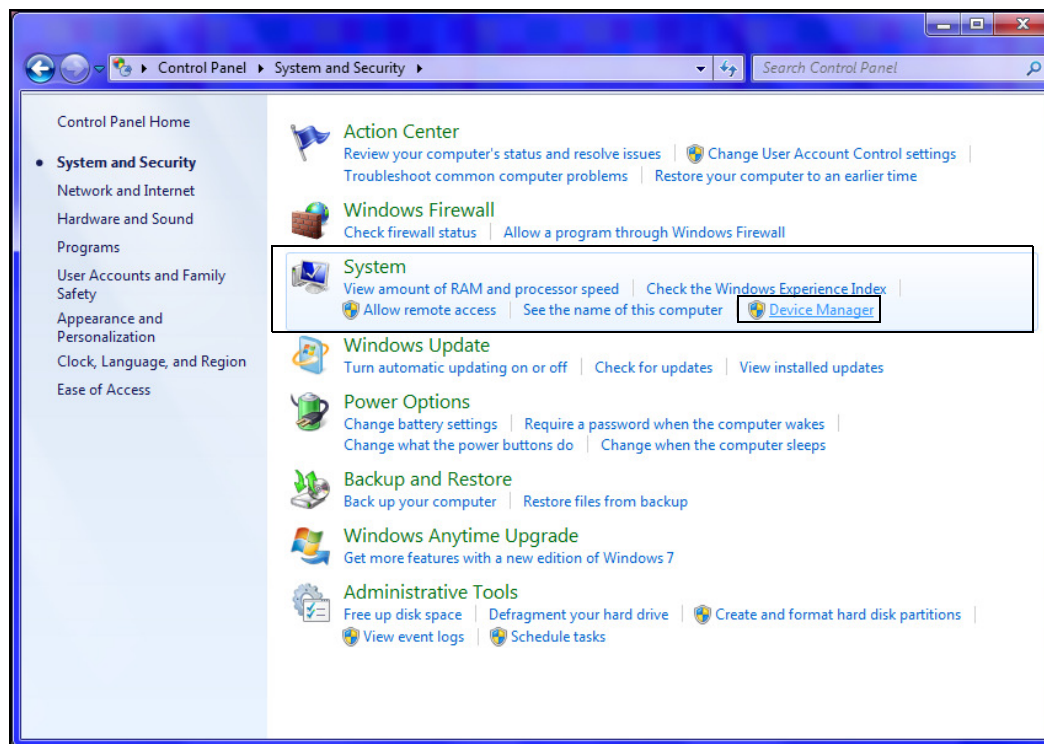 Control Panel System and Security
Search Control Panel
Control Panel Home
System and Security
Network and Internet
Hardware and Sound
Programs
User Accounts and Family
Safety
Appearance and
Personalization
Clock, Language, and Region
Ease of Access
Action Center
Review your computer's status and resolve issues Change User Account Control settings
Troubleshoot common computer problems Restore your computer to an earlier time
Windows Firewall
Check firewall status Allow a program through Windows Firewall
System
View amount of RAM and processor speed Check the Windows Experience Index
Allow remote access See the name of this computer Device Manager
Windows Update
Turn automatic updating on or off Check for updates View installed updates
Power Options
Change battery settings Require a password when the computer wakes
Change what the power buttons do Change when the computer sleeps
Backup and Restore
Back up your computer Restore files from backup
Windows Anytime Upgrade
Get more features with a new edition of Windows 7
Administrative Tools
Free up disk space Defragment your hard drive Create and format hard disk partitions
View event logs Schedule tasks